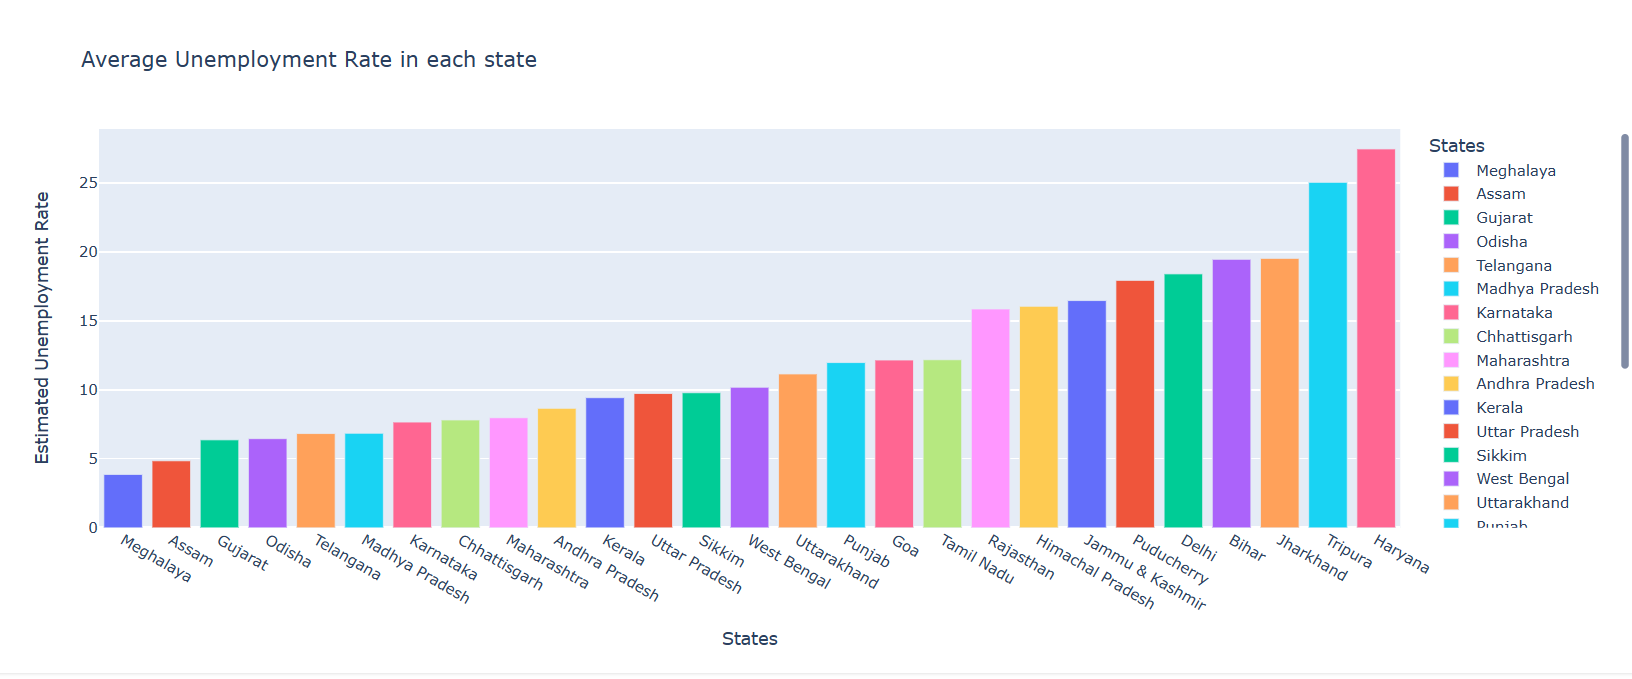 Average Unemployment Rate in each state
Estimated Unemployment Rate
25
20
15
10
5
0
Meghalaya
Assam
Gujarat
Odisha
Telangana
Madhya Pradesh
Karnataka
Chhattisgarh
Maharashtra
Andhra Pradesh
Kerala
Uttar Pradesh
Sikkim
West Bengal
Uttarakhand
Punjab
Goa
Tamil Nadu
Rajasthan
Himachal Pradesh
Jammu & Kashmir
Puducherry
Delhi
Bihar
Jharkhand
Tripura
Haryana
States
States
Meghalaya
Assam
Gujarat
Odisha
Telangana
Madhya Pradesh
Karnataka
Chhattisgarh
Maharashtra
Andhra Pradesh
Kerala
Uttar Pradesh
Sikkim
West Bengal
Uttarakhand
Punjab